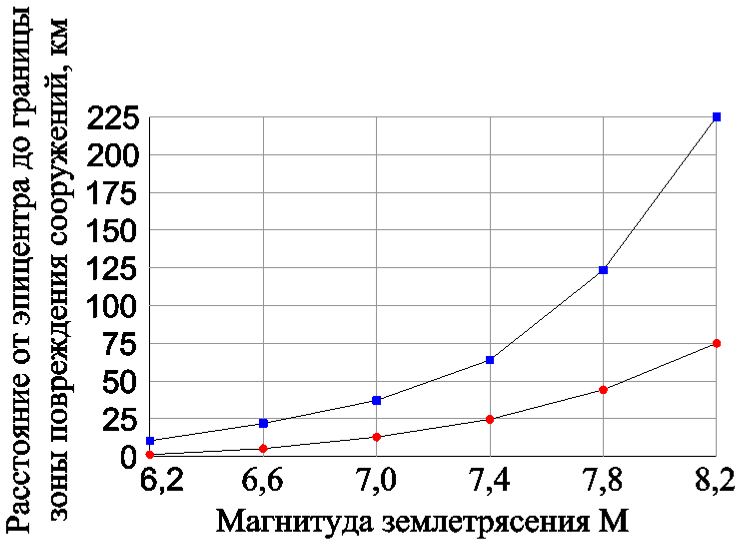 Расстояние от эпицентра до границы
зоны повреждения сооружений, км
225
200
175
150
125
100
75
50
25
0
6,2 6,6 7,0 7,4 7,8 8,2
Магнитуда землетрясения М